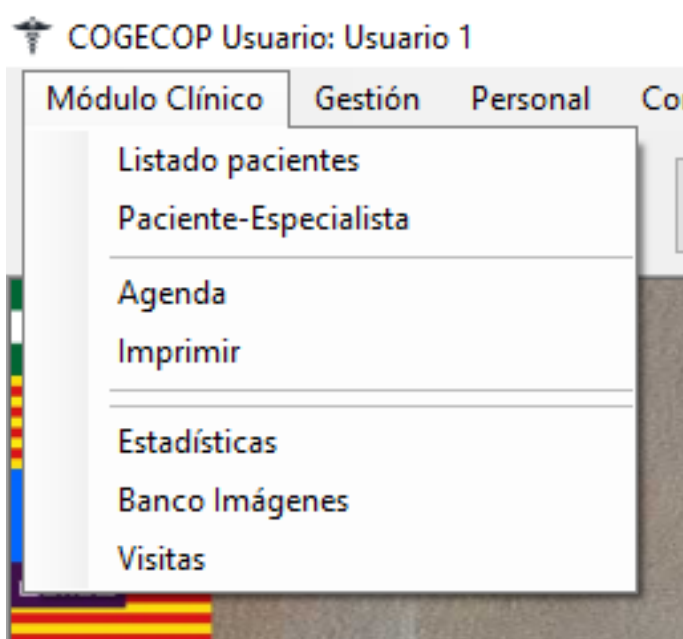 COGECOP Usuario: Usuario 1
Módulo Clínico Gestión Personal
Listado pacientes
Paciente-Especialista
Agenda
Imprimir
Estadísticas
Banco Imágenes
Visitas